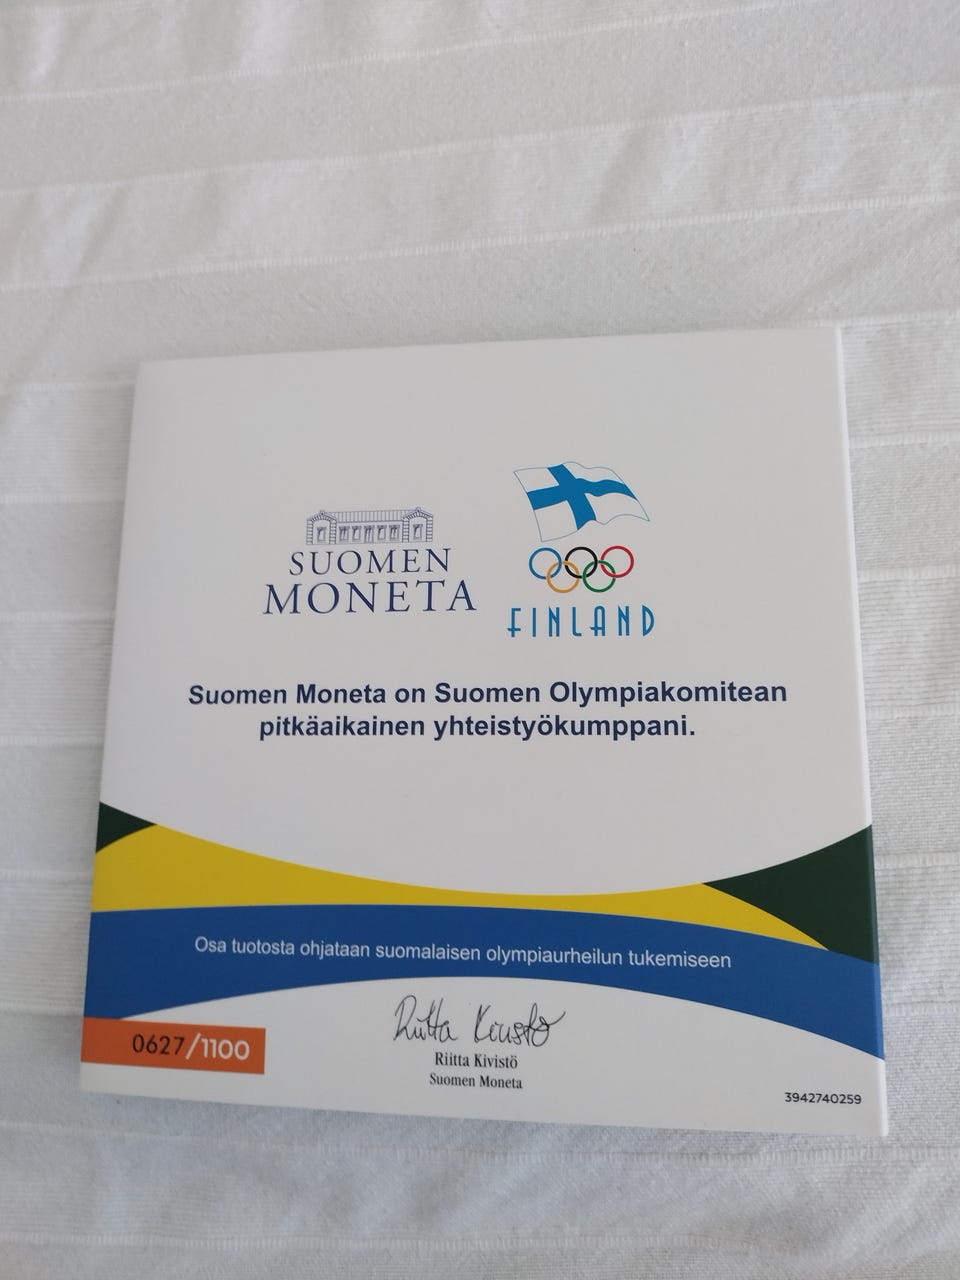 SUOMEN
MONETA
FINLAND
Suomen Moneta on Suomen Olympiakomitean
pitkäaikainen yhteistyökumppani.
Osa tuotosta ohjataan suomalaisen olympiaurheilun tukemiseen
Riitta Kivistö
Riitta Kivistö
Suomen Moneta
0627/1100
3942740259